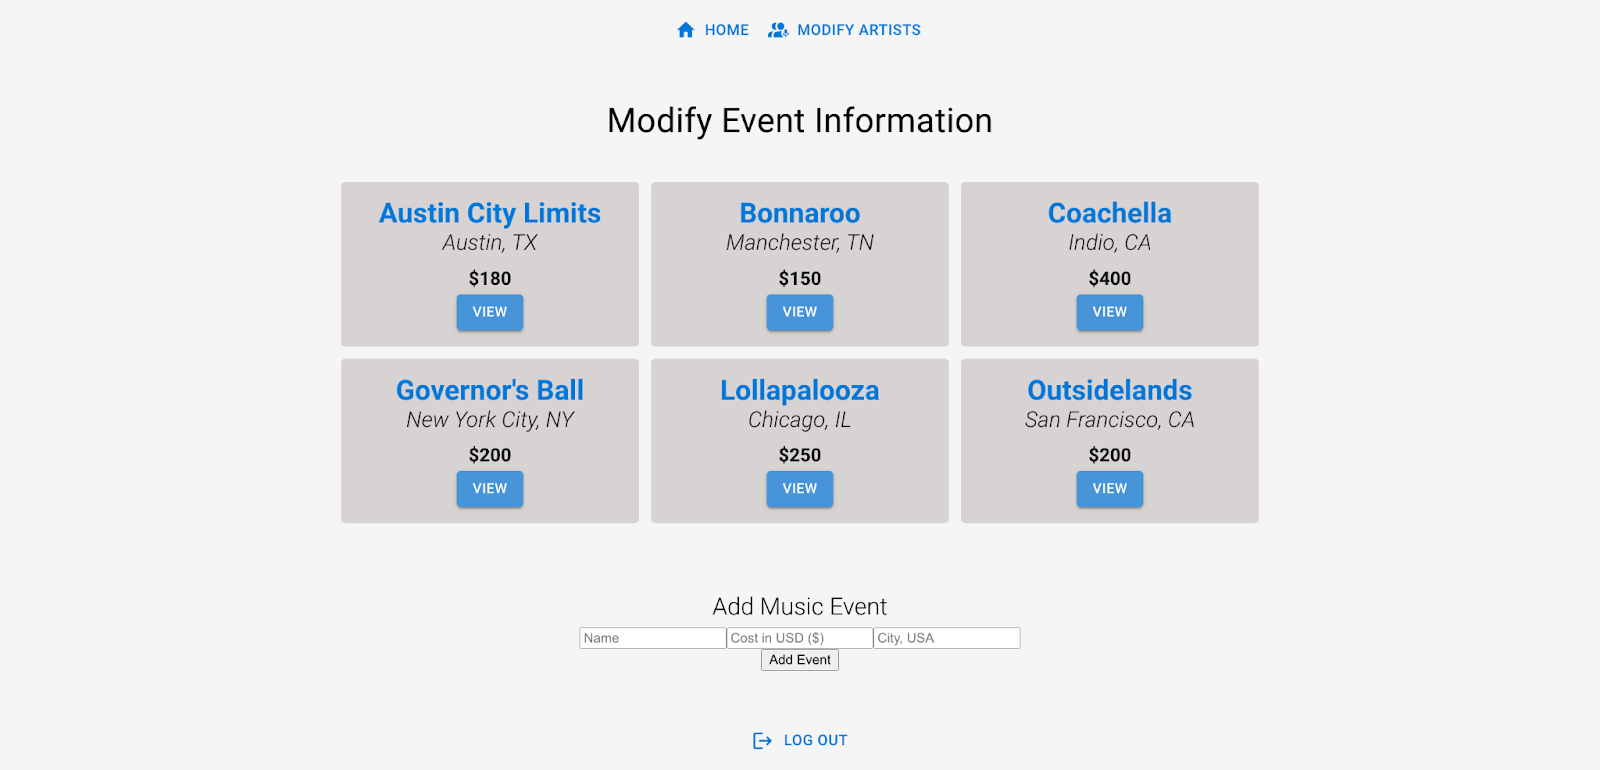 HOME MODIFY ARTISTS
Modify Event Information
Austin City Limits
Austin, TX
$180
VIEW
Bonnaroo
Manchester, TN
$150
VIEW
Coachella
Indio, CA
$400
VIEW
Governor's Ball
New York City, NY
$200
VIEW
Lollapalooza
Chicago, IL
$250
VIEW
Outsidelands
San Francisco, CA
$200
VIEW
Add Music Event
Name Cost in USD ($) City, USA
Add Event
LOG OUT